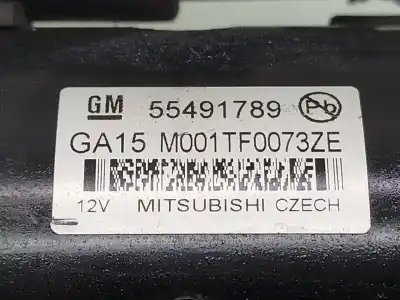 GM 55491789 Pb
GA15 M001TF0073ZE
12V MITSUBISHI CZECH